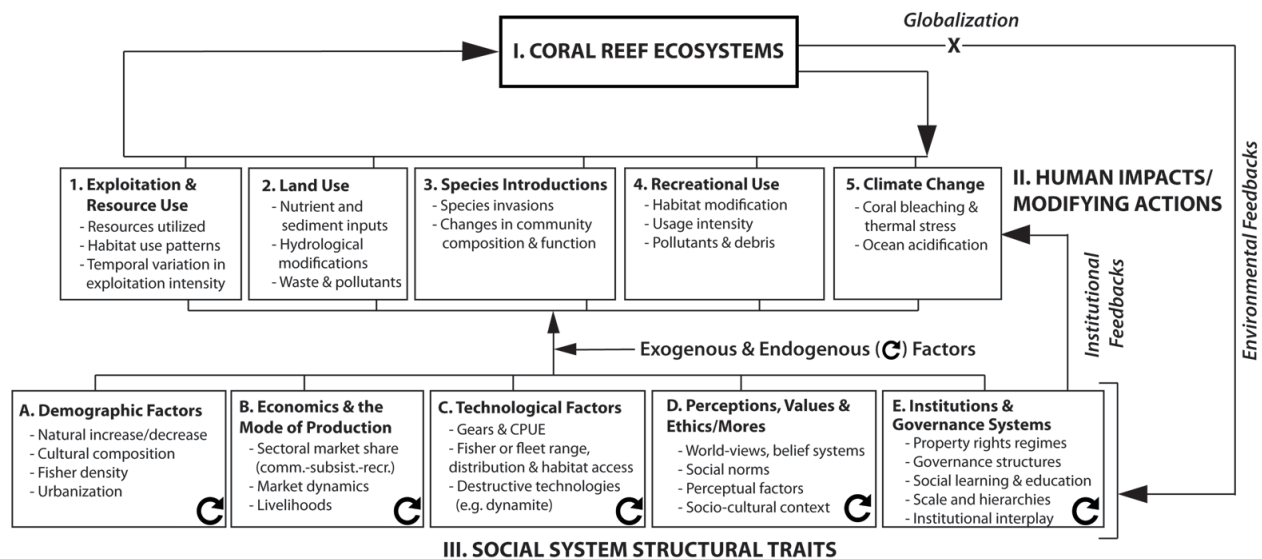 Globalization
X
I. CORAL REEF ECOSYSTEMS
1. Exploitation &
Resource Use
- Resources utilized
- Habitat use patterns
- Temporal variation in
exploitation intensity
2. Land Use
- Nutrient and
sediment inputs
- Hydrological
modifications
- Waste & pollutants
3. Species Introductions
- Species invasions
- Changes in community
composition & function
4. Recreational Use
- Habitat modification
- Usage intensity
- Pollutants & debris
5. Climate Change
- Coral bleaching &
thermal stress
- Ocean acidification
II. HUMAN IMPACTS/
MODIFYING ACTIONS
Institutional
Feedbacks
Environmental Feedbacks
Exogenous & Endogenous ( ) Factors
A. Demographic Factors
- Natural increase/decrease
- Cultural composition
- Fisher density
- Urbanization
B. Economics & the
Mode of Production
- Sectoral market share
(comm.-subsist.-recr.)
- Market dynamics
- Livelihoods
C. Technological Factors
- Gears & CPUE
- Fisher or fleet range,
distribution & habitat access
- Destructive technologies
(e.g. dynamite)
D. Perceptions, Values &
Ethics/Mores
- World-views, belief systems
- Social norms
- Perceptual factors
- Socio-cultural context
E. Institutions &
Governance Systems
- Property rights regimes
- Governance structures
- Social learning & education
- Scale and hierarchies
- Institutional interplay
III. SOCIAL SYSTEM STRUCTURAL TRAITS